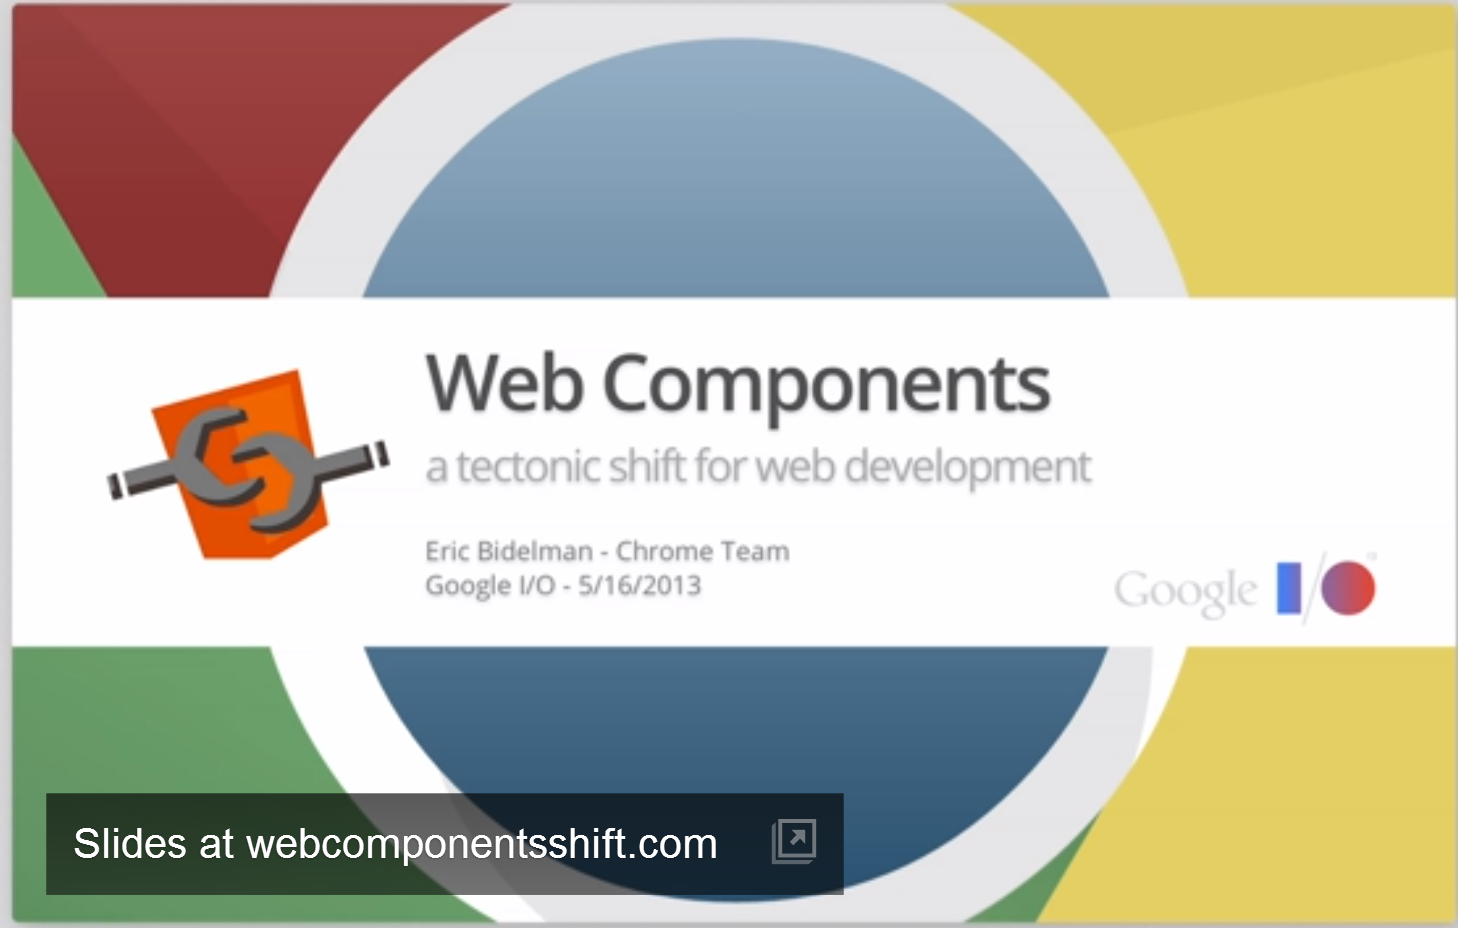 Web Components
a tectonic shift for web development
Eric Bidelman - Chrome Team
Google I/O - 5/16/2013
Google I/O
Slides at webcomponentsshift.com